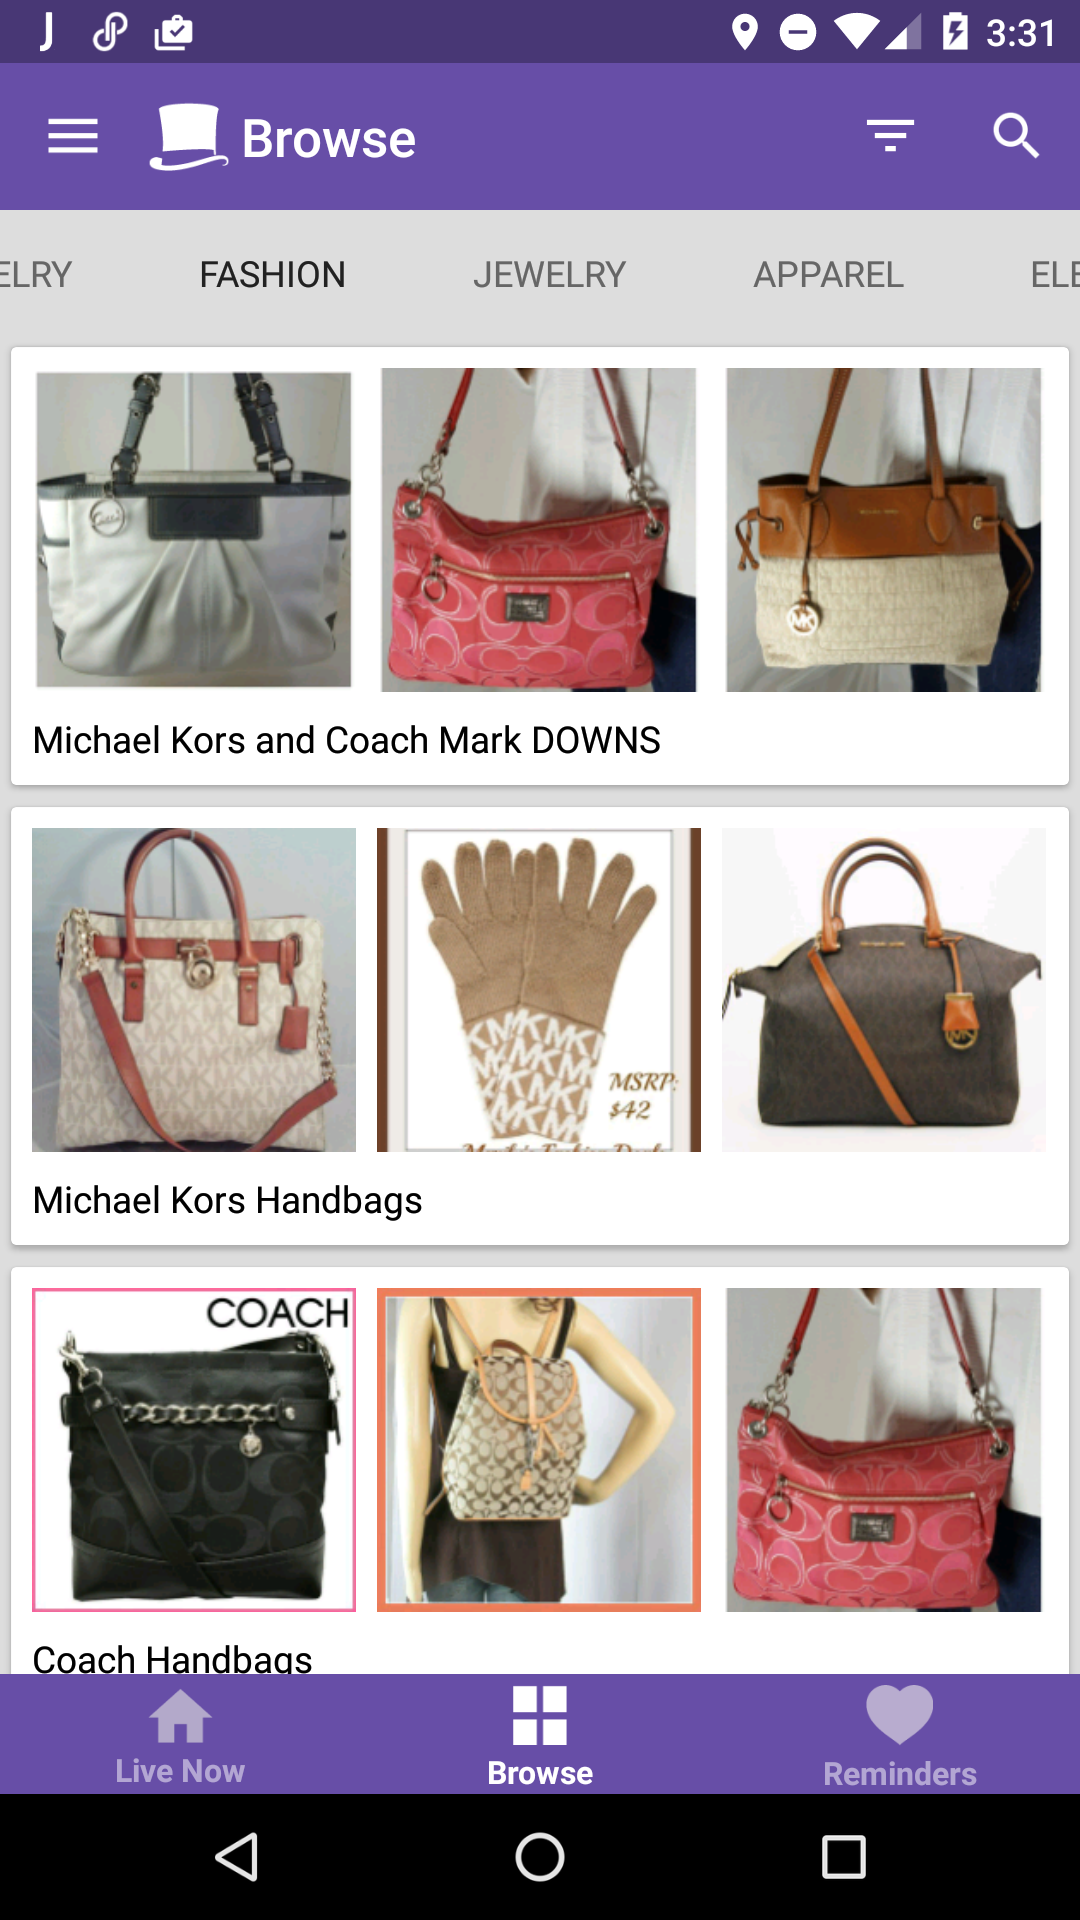 3:31
Browse
ELRY FASHION JEWELRY APPAREL ELE
Michael Kors and Coach Mark DOWNS
MK
MSRP:
$42
Michael Kors Handbags
COACH
Coach Handbags
Live Now Browse Reminders